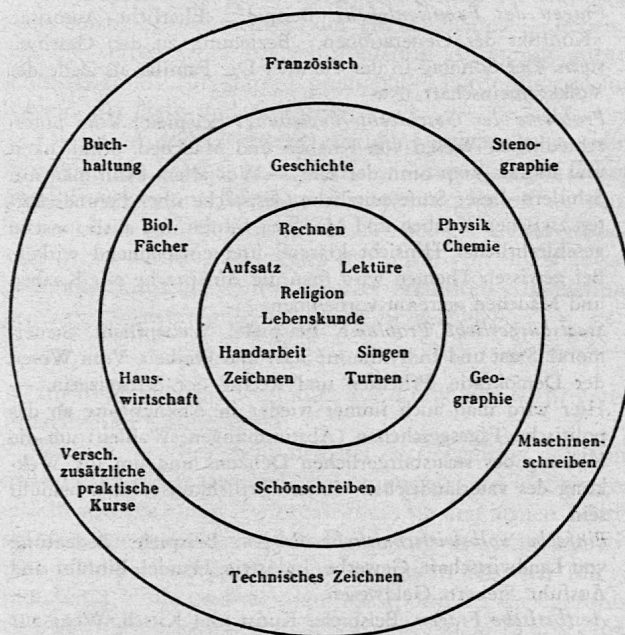 Französisch
Buch-
haltung
Steno-
graphie
Geschichte
Biol.
Fächer
Rechnen
Physik
Chemie
Aufsatz Lektüre
Religion
Lebenskunde
Handarbeit Singen
Zeichnen Turnen
Haus
wirtschaft
Geo-
graphie
Versch.
zusätzliche
praktische
Kurse
Maschinen-
schreiben
Schönschreiben
Technisches Zeichnen